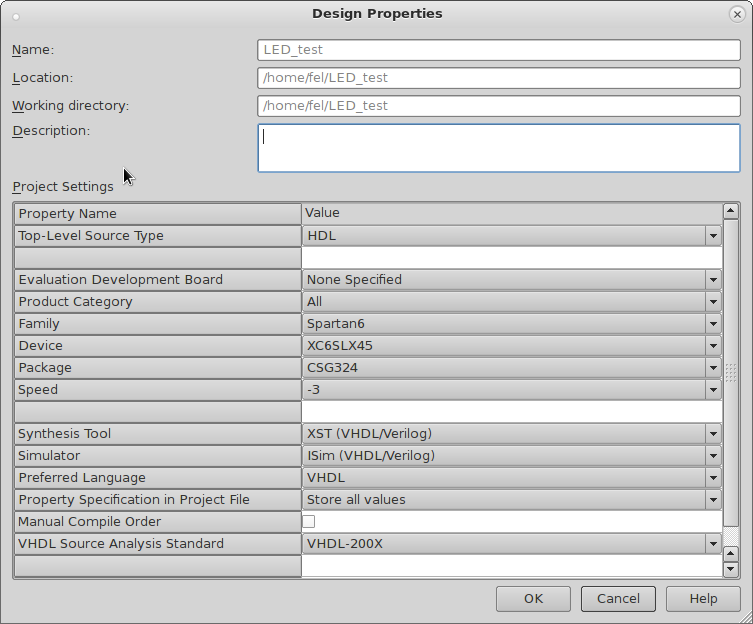 Design Properties
Name: LED_test
Location: /home/fel/LED_test
Working directory: /home/fel/LED_test
Description:
Project Settings
Property Name Value
Top-Level Source Type HDL
Evaluation Development Board None Specified
Product Category All
Family Spartan6
Device XC6SLX45
Package CSG324
Speed -3
Synthesis Tool XST (VHDL/Verilog)
Simulator ISim (VHDL/Verilog)
Preferred Language VHDL
Property Specification in Project File Store all values
Manual Compile Order
VHDL Source Analysis Standard VHDL-200X
OK Cancel Help